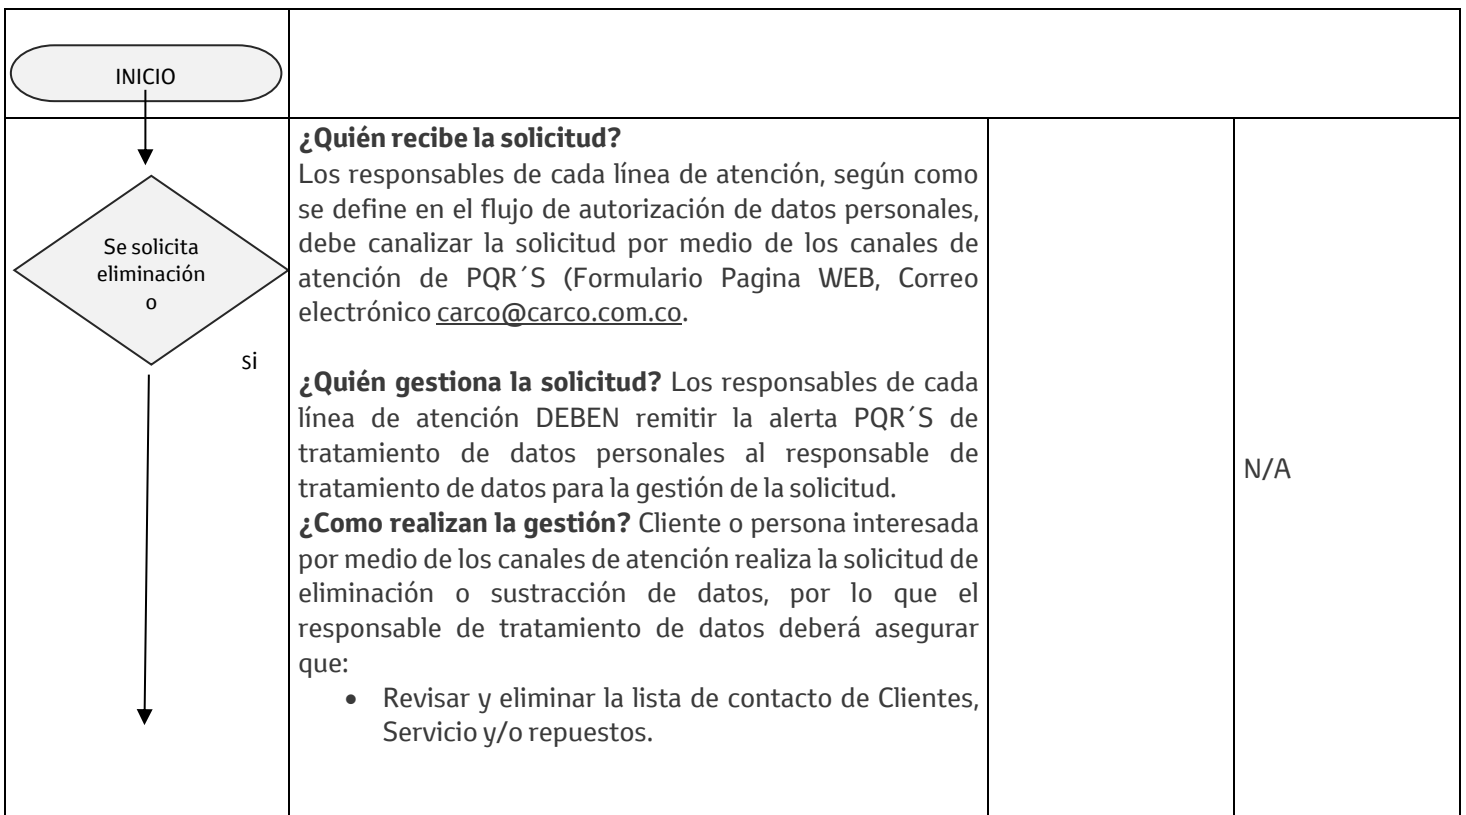 INICIO
Se solicita
eliminación
o
si
¿Quién recibe la solicitud?
Los responsables de cada línea de atención, según como
se define en el flujo de autorización de datos personales,
debe canalizar la solicitud por medio de los canales de
atención de PQR´S (Formulario Pagina WEB, Correo
electrónico carco@carco.com.co.
¿Quién gestiona la solicitud? Los responsables de cada
línea de atención DEBEN remitir la alerta PQR´S de
tratamiento de datos personales al responsable de
tratamiento de datos para la gestión de la solicitud.
¿Como realizan la gestión? Cliente o persona interesada
por medio de los canales de atención realiza la solicitud de
eliminación o sustracción de datos, por lo que el
responsable de tratamiento de datos deberá asegurar
que:
• Revisar y eliminar la lista de contacto de Clientes,
Servicio y/o repuestos.
N/A